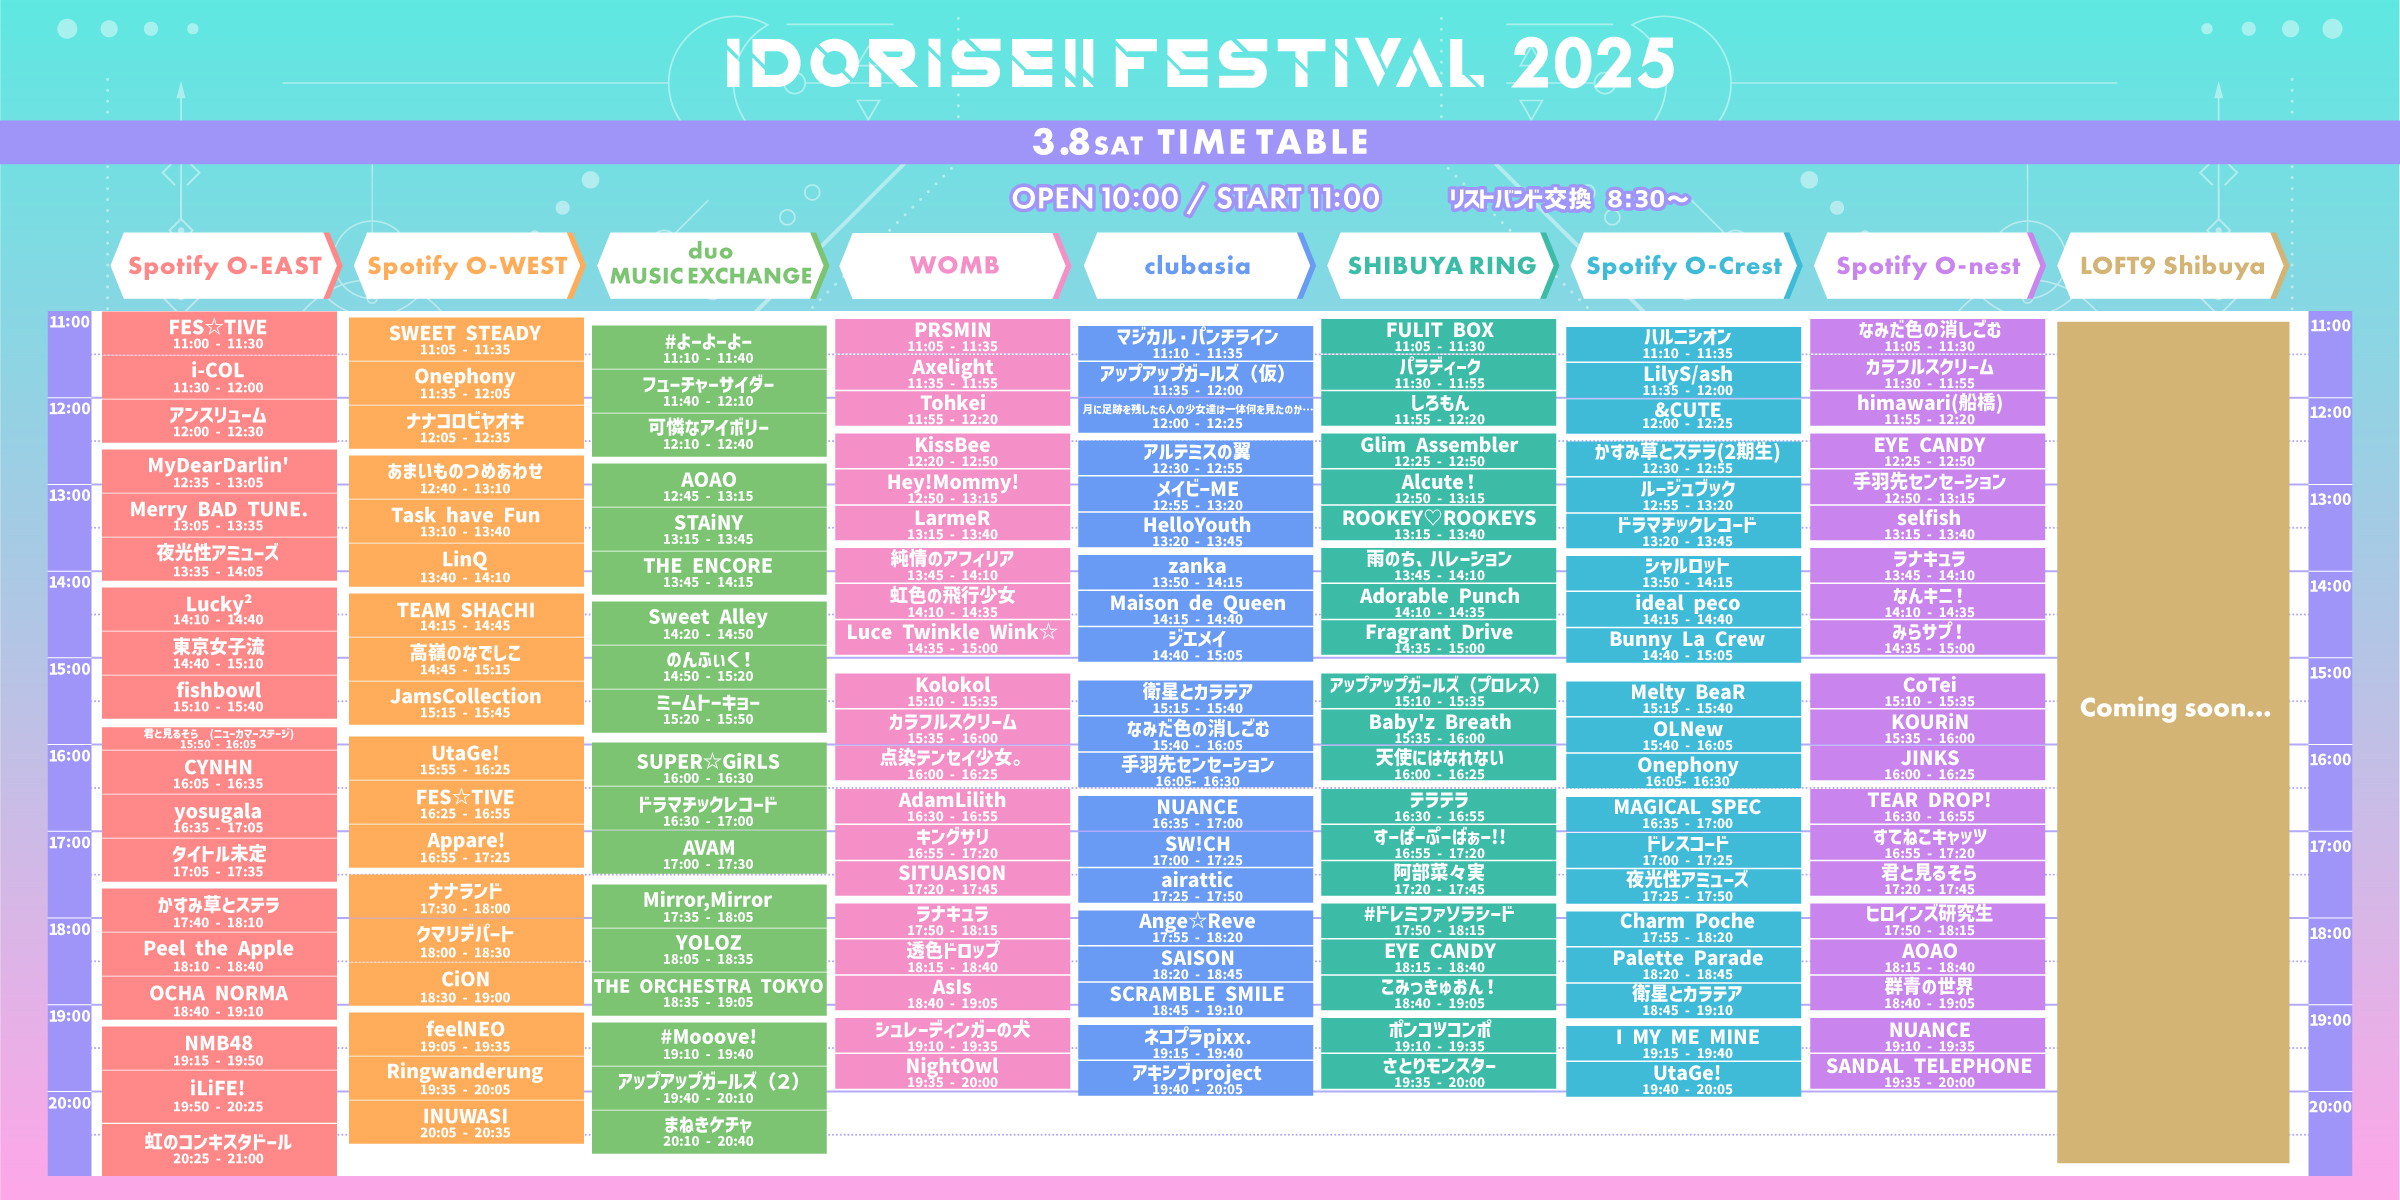 IDORISE!! FESTIVAL 2025
3.8 SAT TIME TABLE
OPEN 10:00 / START 11:00 リストバンド交換 8:30〜
Spotify O-EAST
Spotify O-WEST
duo
MUSIC EXCHANGE
WOMB
clubasia
SHIBUYA RING
Spotify O-Crest
Spotify O-nest
LOFT9 Shibuya
11:00
12:00
13:00
14:00
15:00
16:00
17:00
18:00
19:00
20:00
FES☆TIVE
11:00 - 11:30
i-COL
11:30 - 12:00
アンスリューム
12:00 - 12:30
MyDearDarlin'
12:35 - 13:05
Merry BAD TUNE.
13:05 - 13:35
夜光性アミューズ
13:35 - 14:05
Lucky²
14:10 - 14:40
東京女子流
14:40 - 15:10
fishbowl
15:10 - 15:40
君と見るそら (ニューカマーステージ)
15:50 - 16:05
CYNHN
16:05 - 16:35
yosugala
16:35 - 17:05
タイトル未定
17:05 - 17:35
かすみ草とステラ
17:40 - 18:10
Peel the Apple
18:10 - 18:40
OCHA NORMA
18:40 - 19:10
NMB48
19:15 - 19:50
iLiFE!
19:50 - 20:25
虹のコンキスタドール
20:25 - 21:00
SWEET STEADY
11:05 - 11:35
Onephony
11:35 - 12:05
ナナコロビヤオキ
12:05 - 12:35
あまいものつめあわせ
12:40 - 13:10
Task have Fun
13:10 - 13:40
LinQ
13:40 - 14:10
TEAM SHACHI
14:15 - 14:45
高嶺のなでしこ
14:45 - 15:15
JamsCollection
15:15 - 15:45
UtaGe!
15:55 - 16:25
FES☆TIVE
16:25 - 16:55
Appare!
16:55 - 17:25
ナナランド
17:30 - 18:00
クマリデパート
18:00 - 18:30
CiON
18:30 - 19:00
feelNEO
19:05 - 19:35
Ringwanderung
19:35 - 20:05
INUWASI
20:05 - 20:35
#よーよーよー
11:10 - 11:40
フューチャーサイダー
11:40 - 12:10
可憐なアイボリー
12:10 - 12:40
AOAO
12:45 - 13:15
STAiNY
13:15 - 13:45
THE ENCORE
13:45 - 14:15
Sweet Alley
14:20 - 14:50
のんふぃく!
14:50 - 15:20
ミームトーキョー
15:20 - 15:50
SUPER☆GiRLS
16:00 - 16:30
ドラマチックレコード
16:30 - 17:00
AVAM
17:00 - 17:30
Mirror,Mirror
17:35 - 18:05
YOLOZ
18:05 - 18:35
THE ORCHESTRA TOKYO
18:35 - 19:05
#Mooove!
19:10 - 19:40
アップアップガールズ（２）
19:40 - 20:10
まねきケチャ
20:10 - 20:40
PRSMIN
11:05 - 11:35
Axelight
11:35 - 11:55
Tohkei
11:55 - 12:20
KissBee
12:20 - 12:50
Hey!Mommy!
12:50 - 13:15
LarmeR
13:15 - 13:40
純情のアフィリア
13:45 - 14:10
虹色の飛行少女
14:10 - 14:35
Luce Twinkle Wink☆
14:35 - 15:00
Kolokol
15:10 - 15:35
カラフルスクリーム
15:35 - 16:00
点染テンセイ少女。
16:00 - 16:25
AdamLilith
16:30 - 16:55
キングサリ
16:55 - 17:20
SITUASION
17:20 - 17:45
ラナキュラ
17:50 - 18:15
透色ドロップ
18:15 - 18:40
AsIs
18:40 - 19:05
シュレーディンガーの犬
19:10 - 19:35
NightOwl
19:35 - 20:00
マジカル・パンチライン
11:10 - 11:35
アップアップガールズ（仮）
11:35 - 12:00
月に足跡を残した6人の少女達は一体何を見たのか…
12:00 - 12:25
アルテミスの翼
12:30 - 12:55
メイビーME
12:55 - 13:20
HelloYouth
13:20 - 13:45
zanka
13:50 - 14:15
Maison de Queen
14:15 - 14:40
ジエメイ
14:40 - 15:05
衛星とカラテア
15:15 - 15:40
なみだ色の消しごむ
15:40 - 16:05
手羽先センセーション
16:05- 16:30
NUANCE
16:35 - 17:00
SW!CH
17:00 - 17:25
airattic
17:25 - 17:50
Ange☆Reve
17:55 - 18:20
SAISON
18:20 - 18:45
SCRAMBLE SMILE
18:45 - 19:10
ネコプラpixx.
19:15 - 19:40
アキシブproject
19:40 - 20:05
FULIT BOX
11:05 - 11:30
パラディーク
11:30 - 11:55
しろもん
11:55 - 12:20
Glim Assembler
12:25 - 12:50
Alcute!
12:50 - 13:15
ROOKEY♡ROOKEYS
13:15 - 13:40
雨のち、ハレーション
13:45 - 14:10
Adorable Punch
14:10 - 14:35
Fragrant Drive
14:35 - 15:00
アップアップガールズ（プロレス）
15:10 - 15:35
Baby'z Breath
15:35 - 16:00
天使にはなれない
16:00 - 16:25
テラテラ
16:30 - 16:55
すーぱーぷーばぁー!!
16:55 - 17:20
阿部菜々実
17:20 - 17:45
#ドレミファソラシード
17:50 - 18:15
EYE CANDY
18:15 - 18:40
こみっきゅおん!
18:40 - 19:05
ポンコツコンポ
19:10 - 19:35
さとりモンスター
19:35 - 20:00
ハルニシオン
11:10 - 11:35
LilyS/ash
11:35 - 12:00
&CUTE
12:00 - 12:25
かすみ草とステラ(2期生)
12:30 - 12:55
ルージュブック
12:55 - 13:20
ドラマチックレコード
13:20 - 13:45
シャルロット
13:50 - 14:15
ideal peco
14:15 - 14:40
Bunny La Crew
14:40 - 15:05
Melty BeaR
15:15 - 15:40
OLNew
15:40 - 16:05
Onephony
16:05- 16:30
MAGICAL SPEC
16:35 - 17:00
ドレスコード
17:00 - 17:25
夜光性アミューズ
17:25 - 17:50
Charm Poche
17:55 - 18:20
Palette Parade
18:20 - 18:45
衛星とカラテア
18:45 - 19:10
I MY ME MINE
19:15 - 19:40
UtaGe!
19:40 - 20:05
なみだ色の消しごむ
11:05 - 11:30
カラフルスクリーム
11:30 - 11:55
himawari(船橋)
11:55 - 12:20
EYE CANDY
12:25 - 12:50
手羽先センセーション
12:50 - 13:15
selfish
13:15 - 13:40
ラナキュラ
13:45 - 14:10
なんキニ!
14:10 - 14:35
みらサプ!
14:35 - 15:00
CoTei
15:10 - 15:35
KOURiN
15:35 - 16:00
JINKS
16:00 - 16:25
TEAR DROP!
16:30 - 16:55
すてねこキャッツ
16:55 - 17:20
君と見るそら
17:20 - 17:45
ヒロインズ研究生
17:50 - 18:15
AOAO
18:15 - 18:40
群青の世界
18:40 - 19:05
NUANCE
19:10 - 19:35
SANDAL TELEPHONE
19:35 - 20:00
Coming soon...
11:00
12:00
13:00
14:00
15:00
16:00
17:00
18:00
19:00
20:00